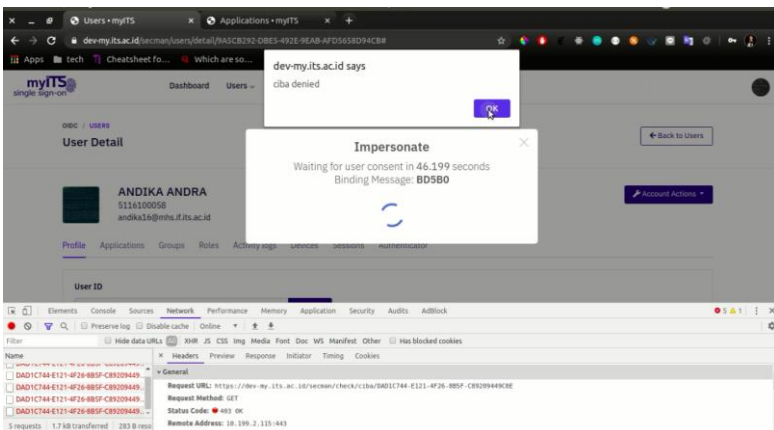 Users • myITS
Applications • myITS
dev-my.its.ac.id/secman/users/detail/9A5CB292-DBE5-492E-9EAB-AFD5658D94CB#
Apps
tech
Cheatsheet fo...
Which are so...
dev-my.its.ac.id says
ciba denied
OK
myITS
single sign-on
Dashboard
Users
OIDC / USERS
User Detail
Back to Users
Impersonate
Waiting for user consent in 46.199 seconds
Binding Message: BD5B0
ANDIKA ANDRA
5116100058
andika16@mhs.if.its.ac.id
Account Actions
Profile Applications Groups Roles Activity logs Devices Sessions Authenticator
User ID
Elements Console Sources Network Performance Memory Application Security Audits AdBlock
5 1
Preserve log Disable cache Online
Filter
Hide data URLs All XHR JS CSS Img Media Font Doc WS Manifest Other Has blocked cookies
Name
Headers Preview Response Initiator Timing Cookies
DAD1C744-E121-4F26-8B5F-C89209449...
DAD1C744-E121-4F26-8B5F-C89209449...
DAD1C744-E121-4F26-8B5F-C89209449...
DAD1C744-E121-4F26-8B5F-C89209449...
General
Request URL: https://dev-my.its.ac.id/secman/check/ciba/DAD1C744-E121-4F26-8B5F-C89209449C0E
Request Method: GET
Status Code: 403 OK
Remote Address: 10.199.2.115:443
5 requests 1.7 kB transferred 283 B reso